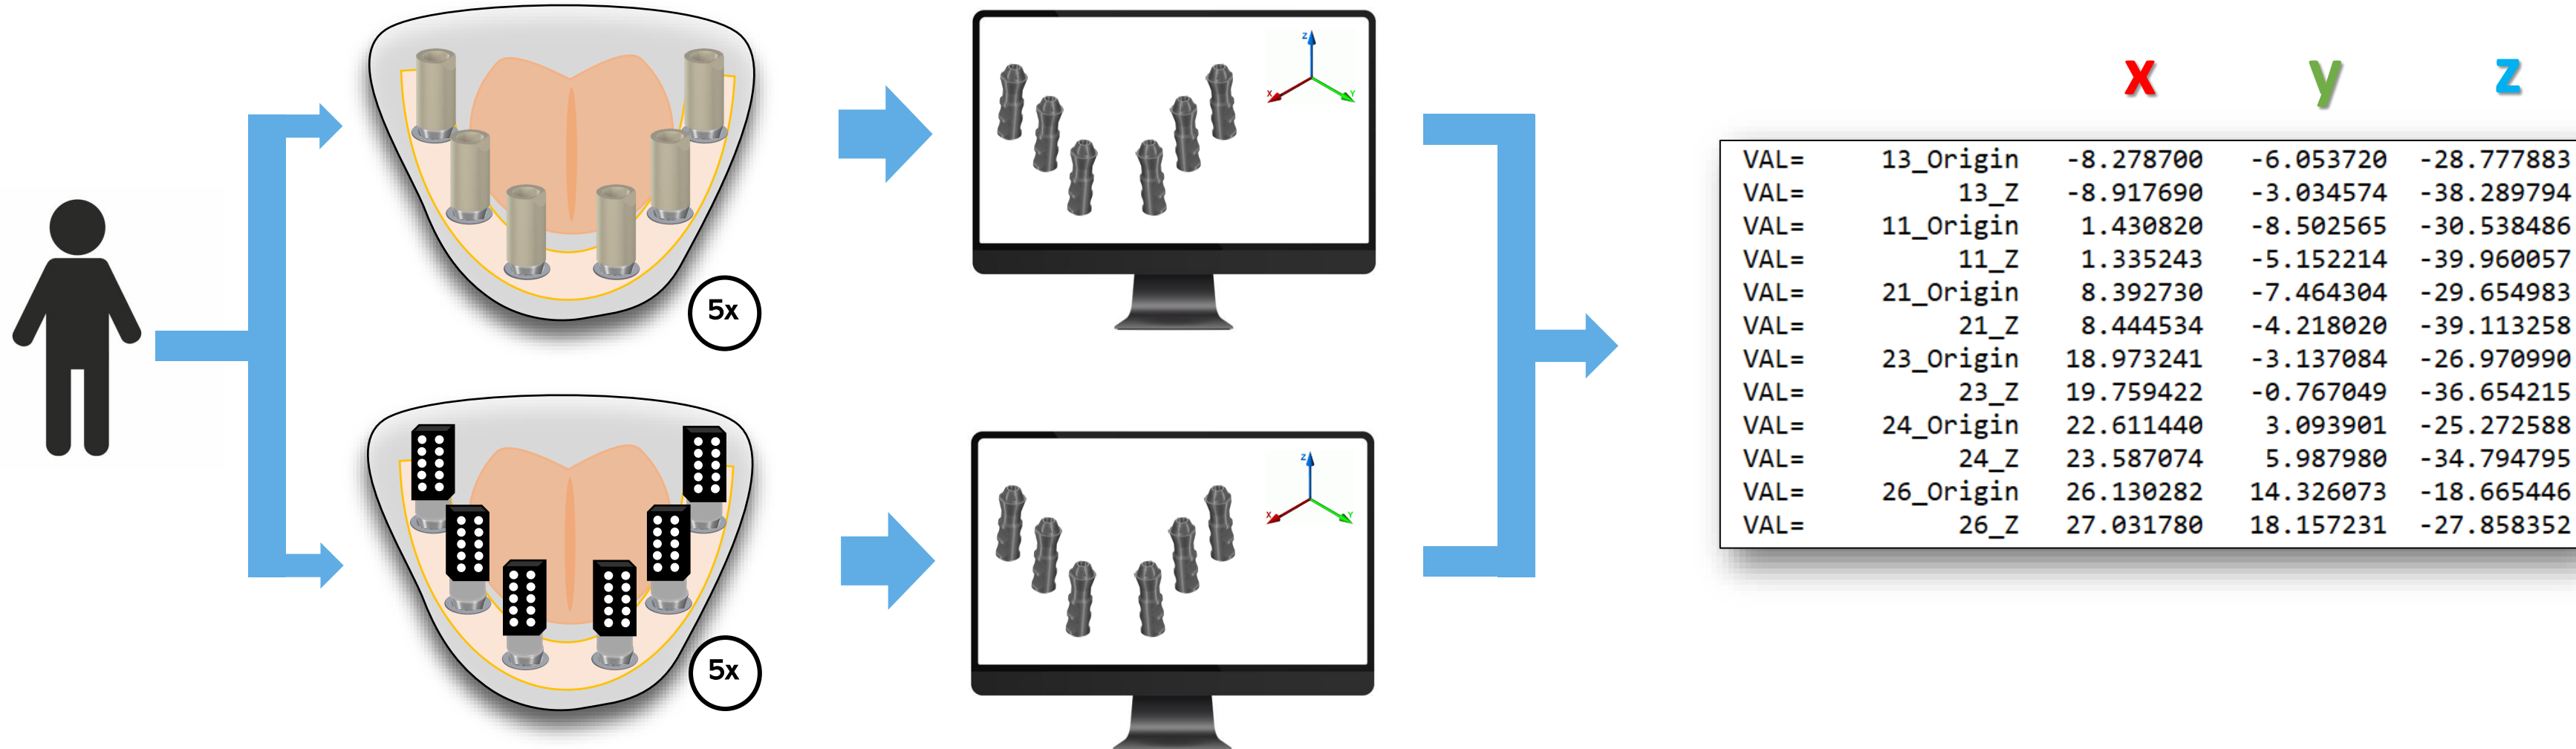 5x
Z
X
Y
5x
Z
X
Y
x y z
VAL= 13_Origin -8.278700 -6.053720 -28.777883
VAL= 13_Z -8.917690 -3.034574 -38.289794
VAL= 11_Origin 1.430820 -8.502565 -30.538486
VAL= 11_Z 1.335243 -5.152214 -39.960057
VAL= 21_Origin 8.392730 -7.464304 -29.654983
VAL= 21_Z 8.444534 -4.218020 -39.113258
VAL= 23_Origin 18.973241 -3.137084 -26.970990
VAL= 23_Z 19.759422 -0.767049 -36.654215
VAL= 24_Origin 22.611440 3.093901 -25.272588
VAL= 24_Z 23.587074 5.987980 -34.794795
VAL= 26_Origin 26.130282 14.326073 -18.665446
VAL= 26_Z 27.031780 18.157231 -27.858352